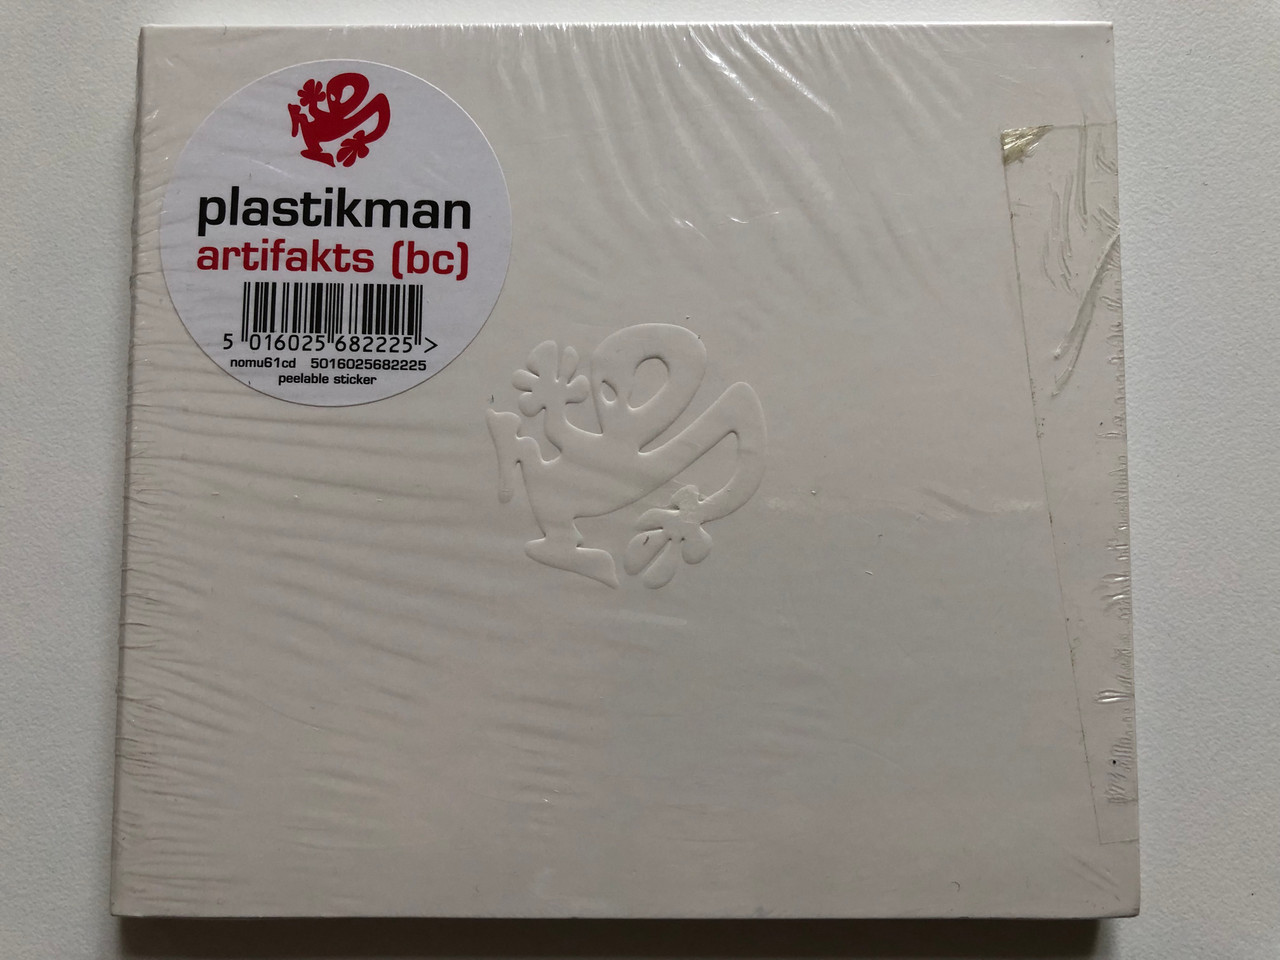 plastikman
artifakts (bc)
5 016025 682225 >
nomu61cd 5016025682225
peelable sticker